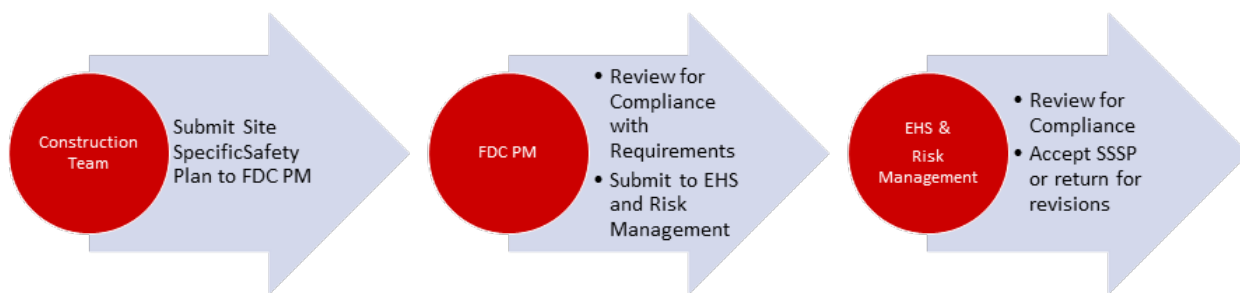 Construction
Team
Submit Site
SpecificSafety
Plan to FDC PM
FDC PM
• Review for
Compliance
with
Requirements
• Submit to EHS
and Risk
Management
EHS &
Risk
Management
• Review for
Compliance
• Accept SSSP
or return for
revisions